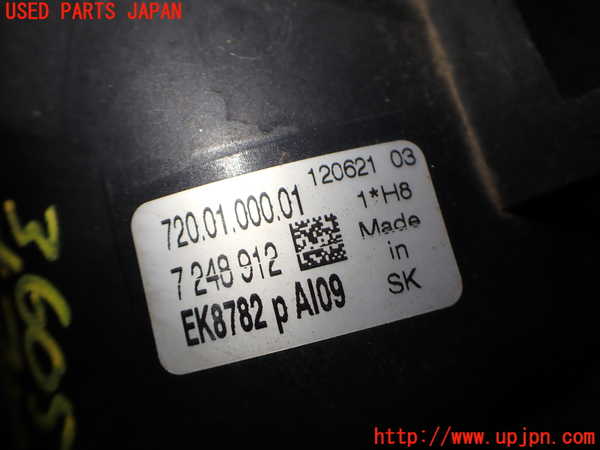 USED PARTS JAPAN
120621 03
720.01.000.01
1*H8
7 248 912
Made
in
EK8782 p AI09
SK
3605
http://www.upjpn.com/